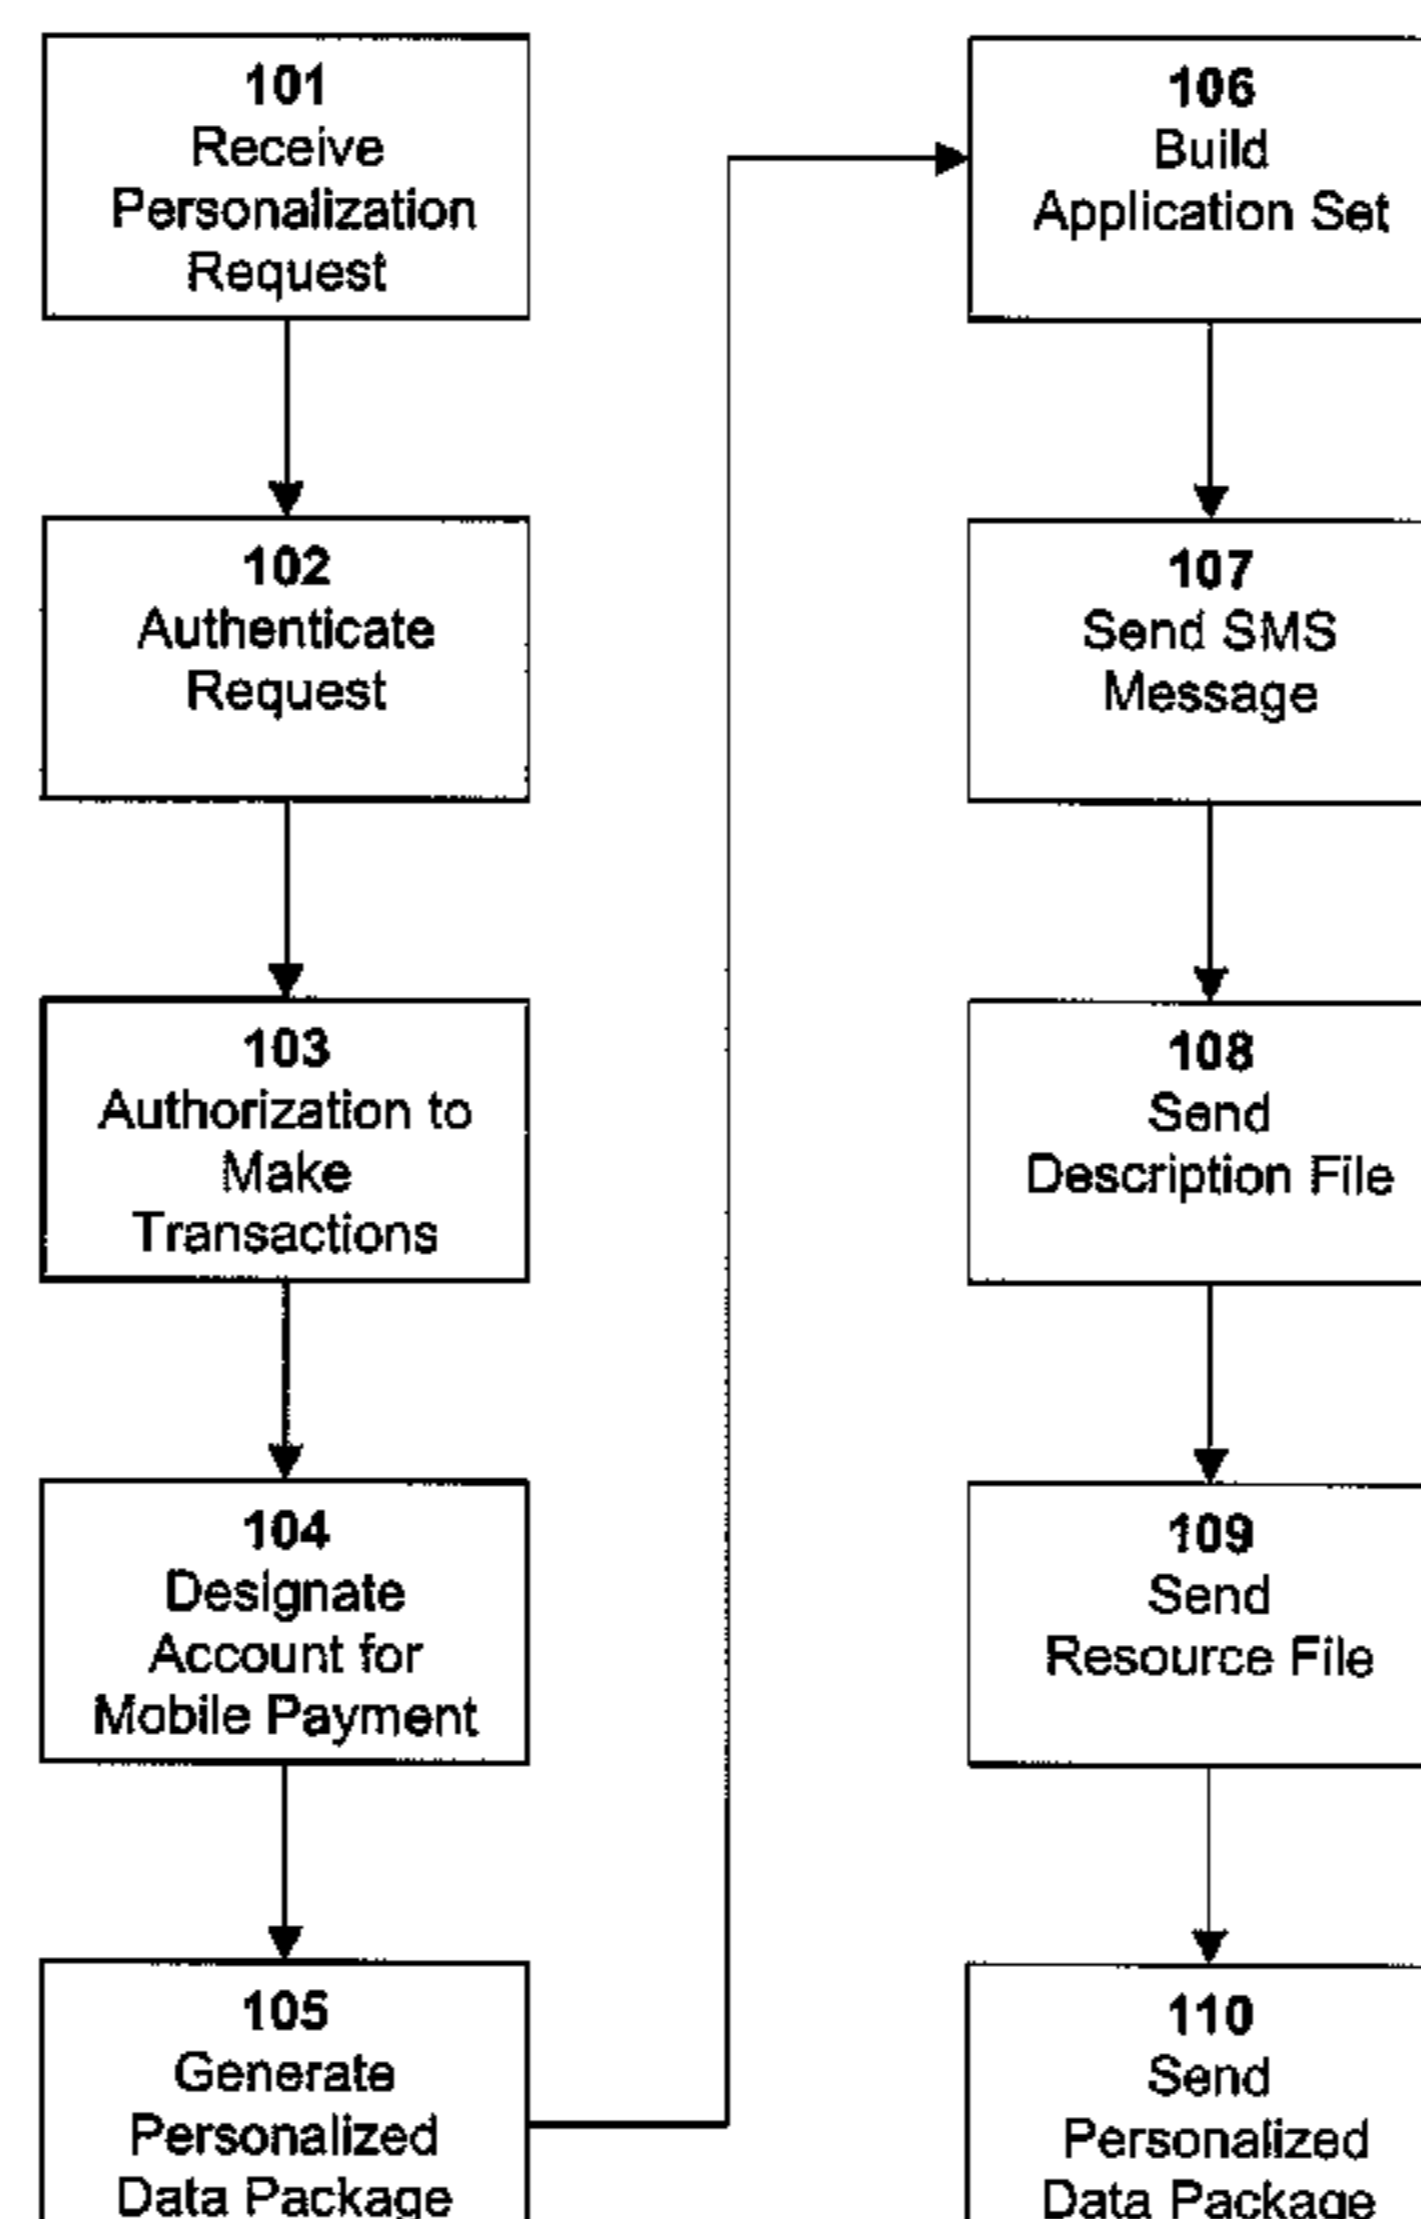 101
Receive
Personalization
Request
102
Authenticate
Request
103
Authorization to
Make
Transactions
104
Designate
Account for
Mobile Payment
105
Generate
Personalized
Data Package
106
Build
Application Set
107
Send SMS
Message
108
Send
Description File
109
Send
Resource File
110
Send
Personalized
Data Package